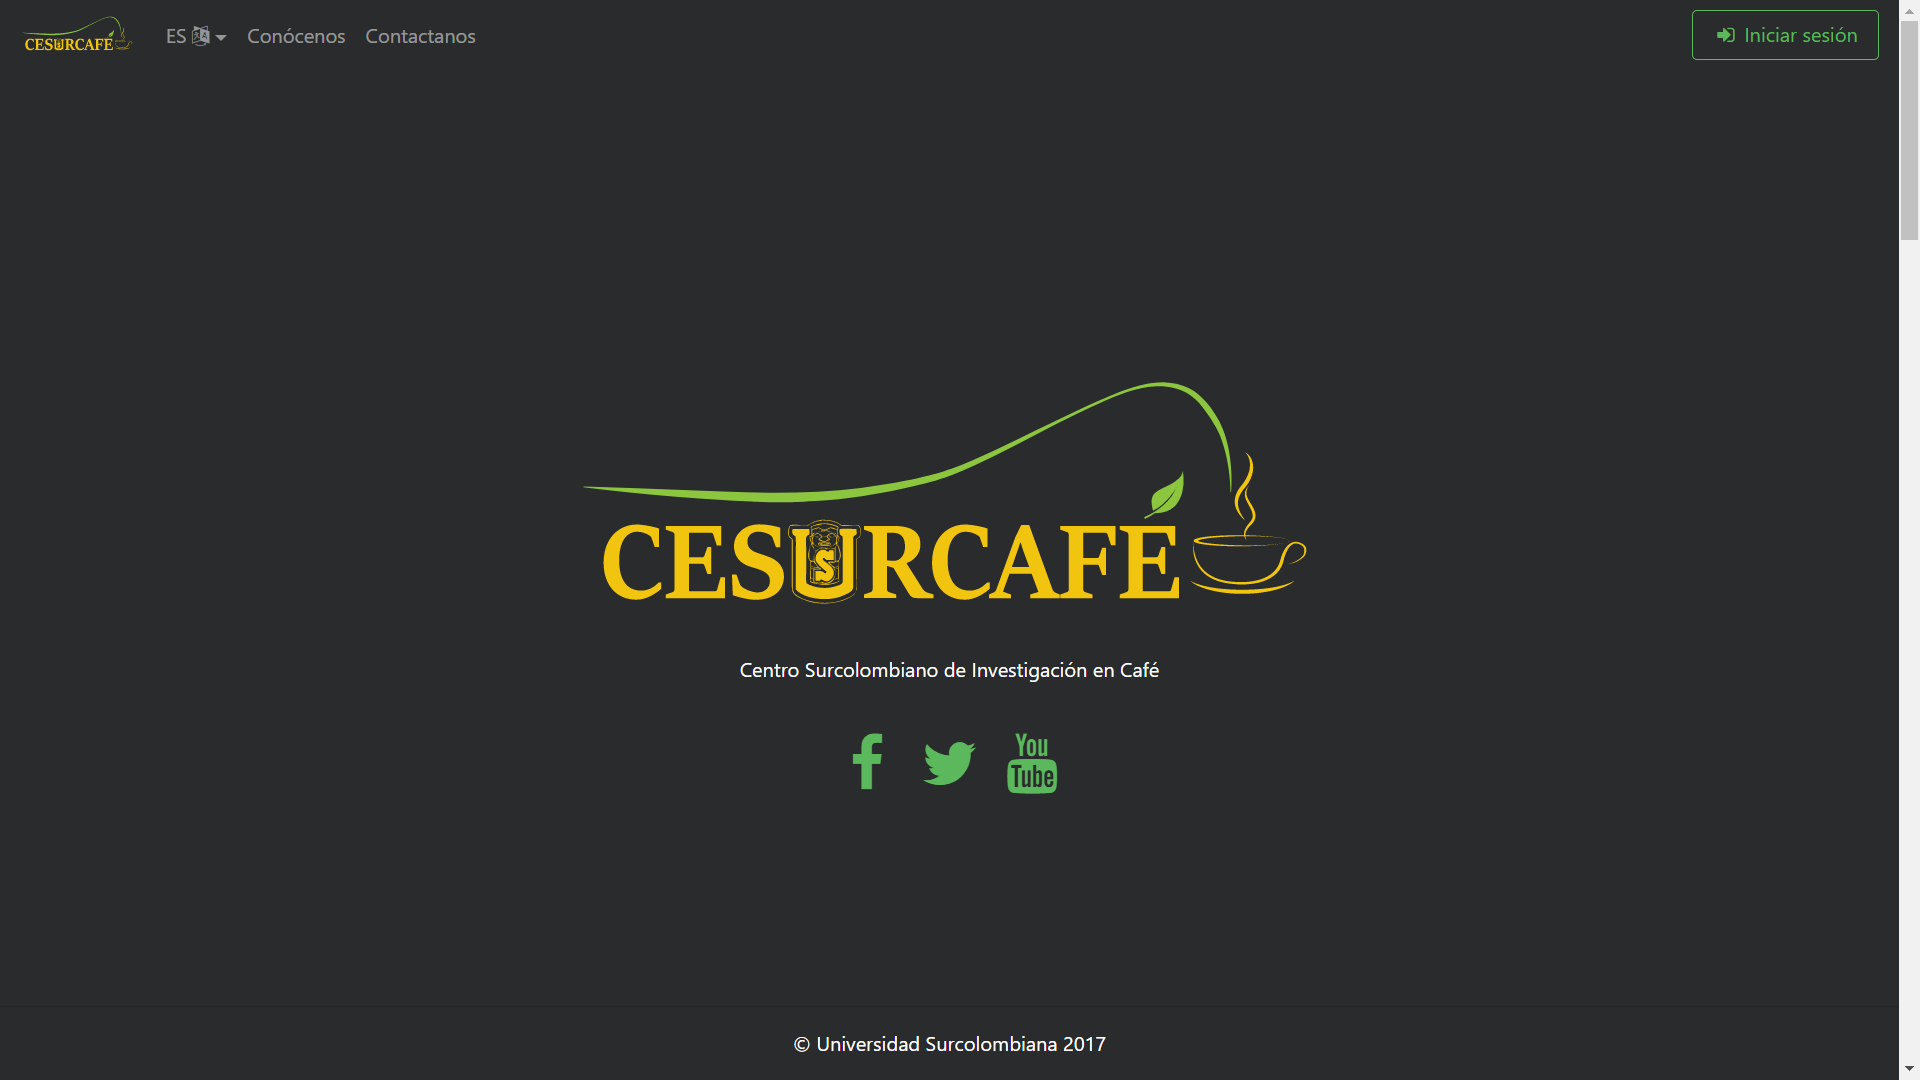 CESURCAFÉ ES Conócenos Contactanos Iniciar sesión
CESURCAFÉ
Centro Surcolombiano de Investigación en Café
You
Tube
© Universidad Surcolombiana 2017